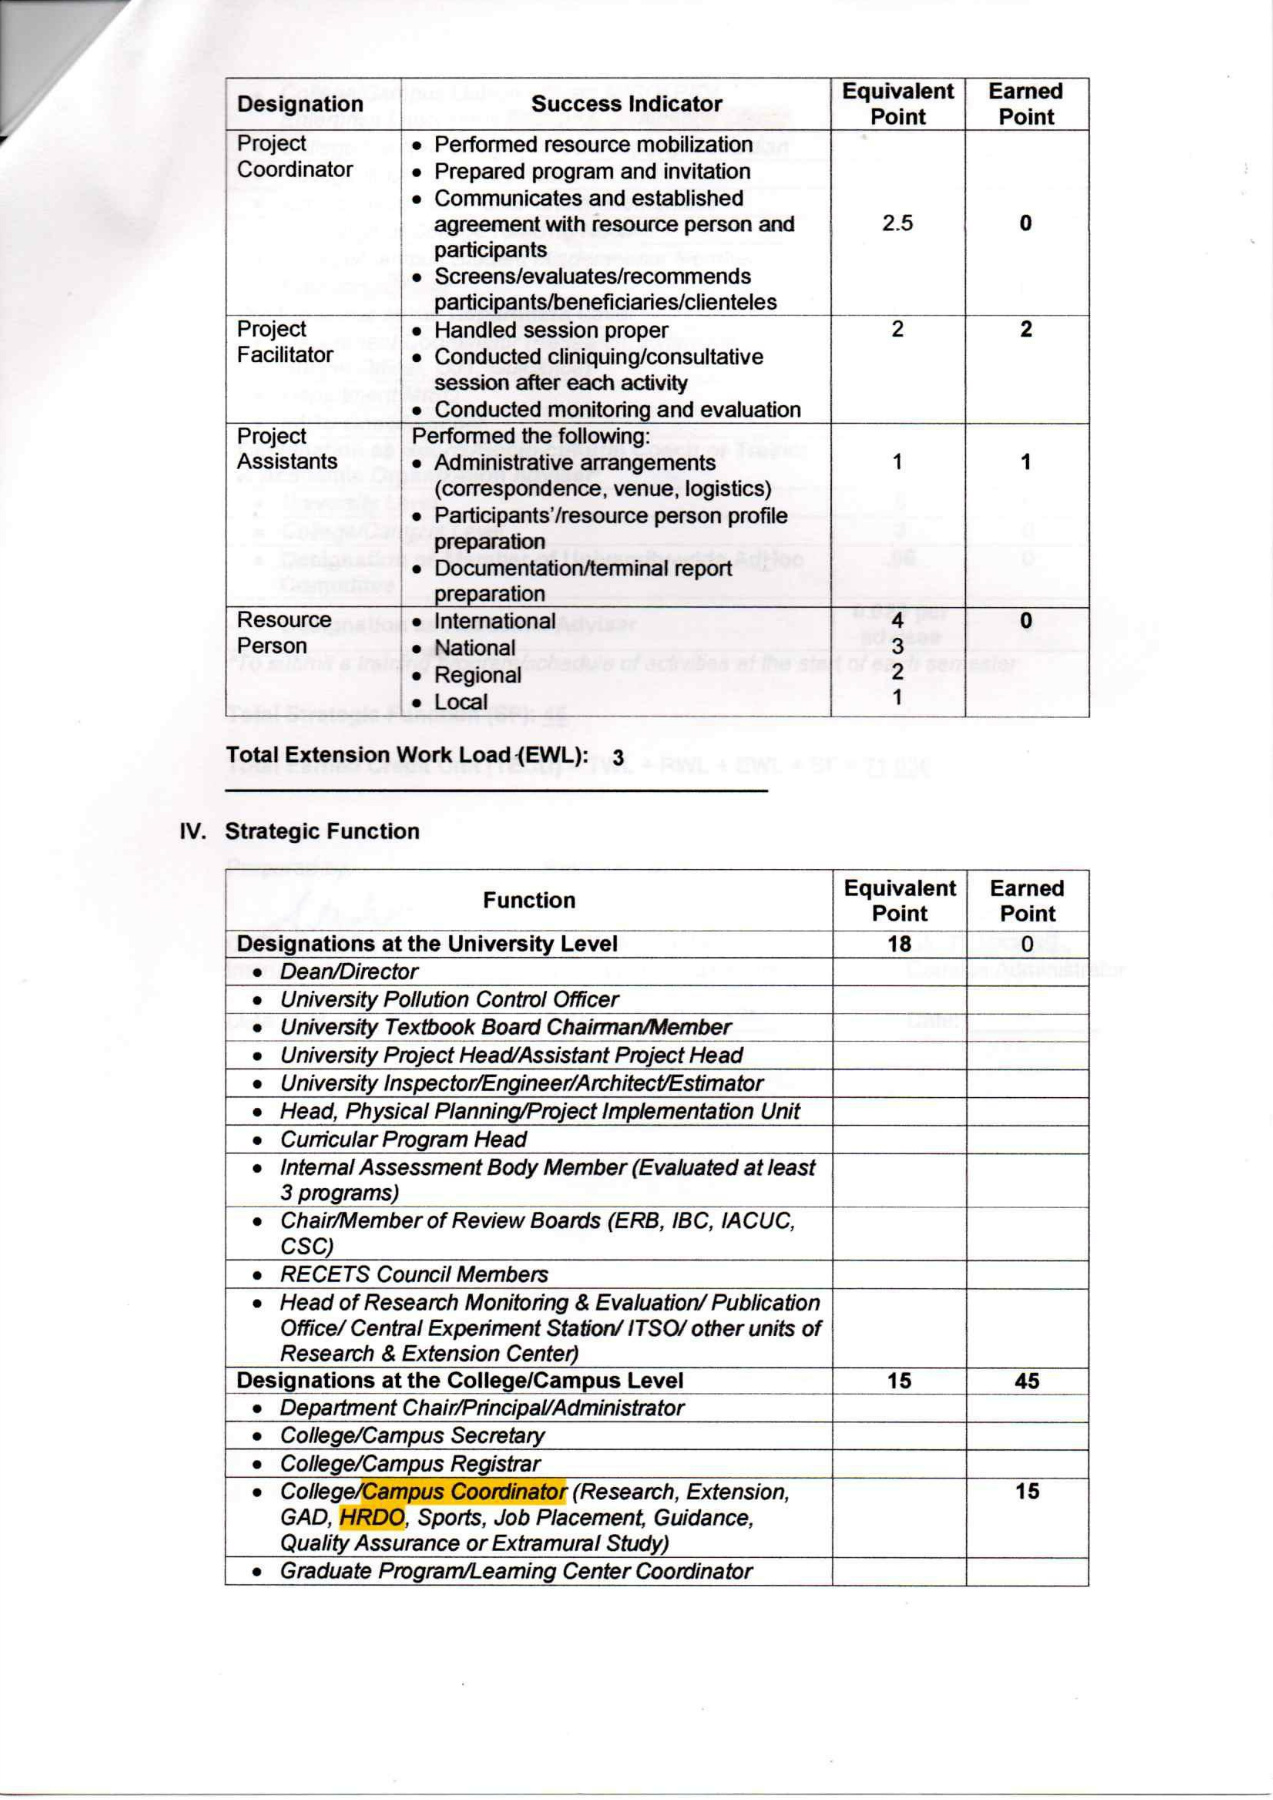 Designation Success Indicator Equivalent Point Earned Point
Project Coordinator
• Performed resource mobilization
• Prepared program and invitation
• Communicates and established
agreement with resource person and
participants
• Screens/evaluates/recommends
participants/beneficiaries/clienteles
2.5 0
Project Facilitator
• Handled session proper
• Conducted cliniquing/consultative
session after each activity
• Conducted monitoring and evaluation
2 2
Project Assistants
Performed the following:
• Administrative arrangements
(correspondence, venue, logistics)
• Participants'/resource person profile
preparation
• Documentation/terminal report
preparation
1 1
Resource Person
• International 4 0
• National 3
• Regional 2
• Local 1
Total Extension Work Load (EWL): 3
IV. Strategic Function
Function Equivalent Point Earned Point
Designations at the University Level 18 0
• Dean/Director
• University Pollution Control Officer
• University Textbook Board Chairman/Member
• University Project Head/Assistant Project Head
• University Inspector/Engineer/Architect/Estimator
• Head, Physical Planning/Project Implementation Unit
• Curricular Program Head
• Internal Assessment Body Member (Evaluated at least
3 programs)
• Chair/Member of Review Boards (ERB, IBC, IACUC,
CSC)
• RECETS Council Members
• Head of Research Monitoring & Evaluation/ Publication
Office/ Central Experiment Station/ ITSO/ other units of
Research & Extension Center)
Designations at the College/Campus Level 15 45
• Department Chair/Principal/Administrator
• College/Campus Secretary
• College/Campus Registrar
• College/Campus Coordinator (Research, Extension, 15
GAD, HRDO, Sports, Job Placement, Guidance,
Quality Assurance or Extramural Study)
• Graduate Program/Learning Center Coordinator